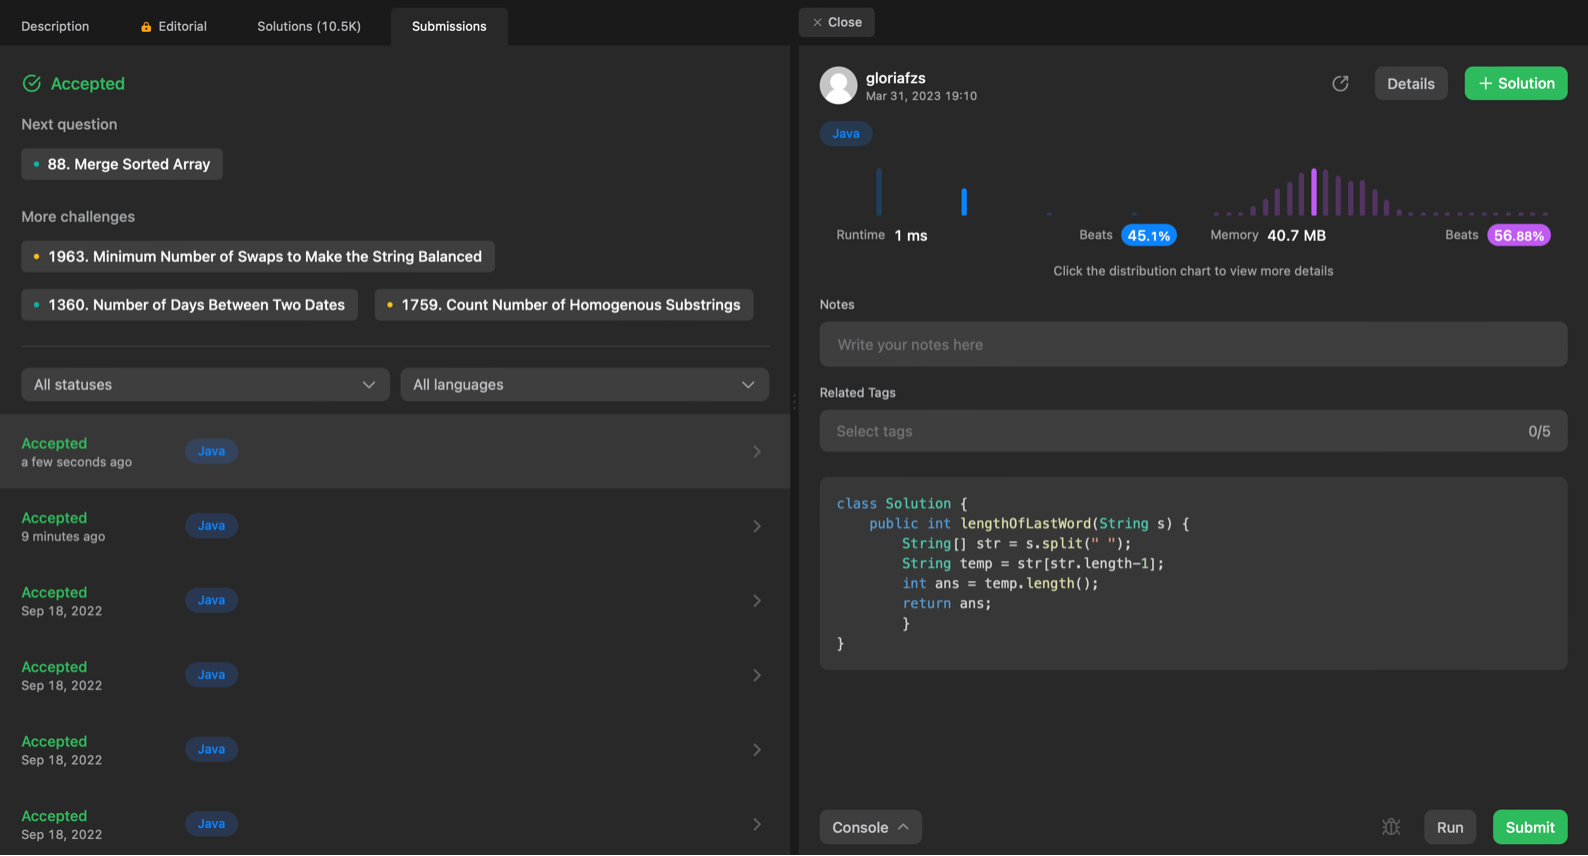 Description
Editorial
Solutions (10.5K)
Submissions
Close
Accepted
Next question
88. Merge Sorted Array
More challenges
1963. Minimum Number of Swaps to Make the String Balanced
1360. Number of Days Between Two Dates
1759. Count Number of Homogenous Substrings
All statuses
All languages
Accepted
a few seconds ago
Java
Accepted
9 minutes ago
Java
Accepted
Sep 18, 2022
Java
Accepted
Sep 18, 2022
Java
Accepted
Sep 18, 2022
Java
Accepted
Sep 18, 2022
Java
gloriafzs
Mar 31, 2023 19:10
Details
+ Solution
Java
Runtime 1 ms
Beats 45.1%
Memory 40.7 MB
Beats 56.88%
Click the distribution chart to view more details
Notes
Write your notes here
Related Tags
Select tags
0/5
class Solution {
    public int lengthOfLastWord(String s) {
        String[] str = s.split(" ");
        String temp = str[str.length-1];
        int ans = temp.length();
        return ans;
        }
}
Console
Run
Submit